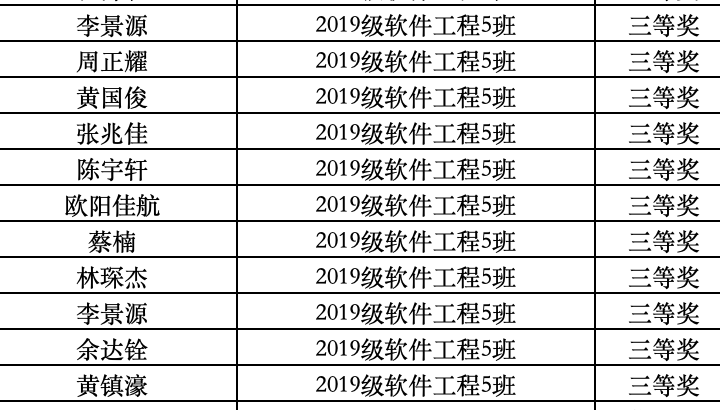 李景源 2019级软件工程5班 三等奖
周正耀 2019级软件工程5班 三等奖
黄国俊 2019级软件工程5班 三等奖
张兆佳 2019级软件工程5班 三等奖
陈宇轩 2019级软件工程5班 三等奖
欧阳佳航 2019级软件工程5班 三等奖
蔡楠 2019级软件工程5班 三等奖
林琛杰 2019级软件工程5班 三等奖
李景源 2019级软件工程5班 三等奖
余达铨 2019级软件工程5班 三等奖
黄镇濠 2019级软件工程5班 三等奖